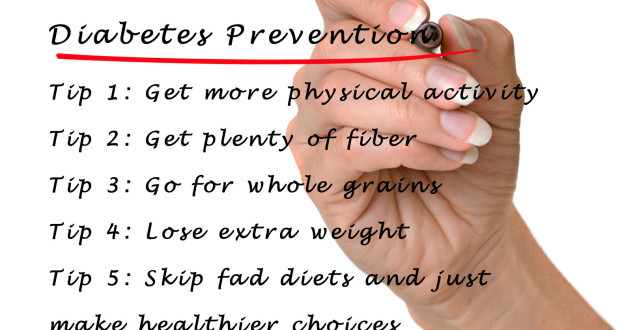 Diabetes Prevention
Tip 1: Get more physical activity
Tip 2: Get plenty of fiber
Tip 3: Go for whole grains
Tip 4: Lose extra weight
Tip 5: Skip fad diets and just
make healthier choices